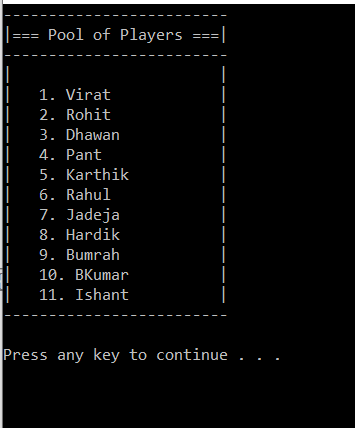 -------------------------
|=== Pool of Players ===|
-------------------------
|                       |
|   1. Virat            |
|   2. Rohit            |
|   3. Dhawan           |
|   4. Pant             |
|   5. Karthik          |
|   6. Rahul            |
|   7. Jadeja           |
|   8. Hardik           |
|   9. Bumrah           |
|   10. BKumar          |
|   11. Ishant          |
-------------------------
Press any key to continue . . .